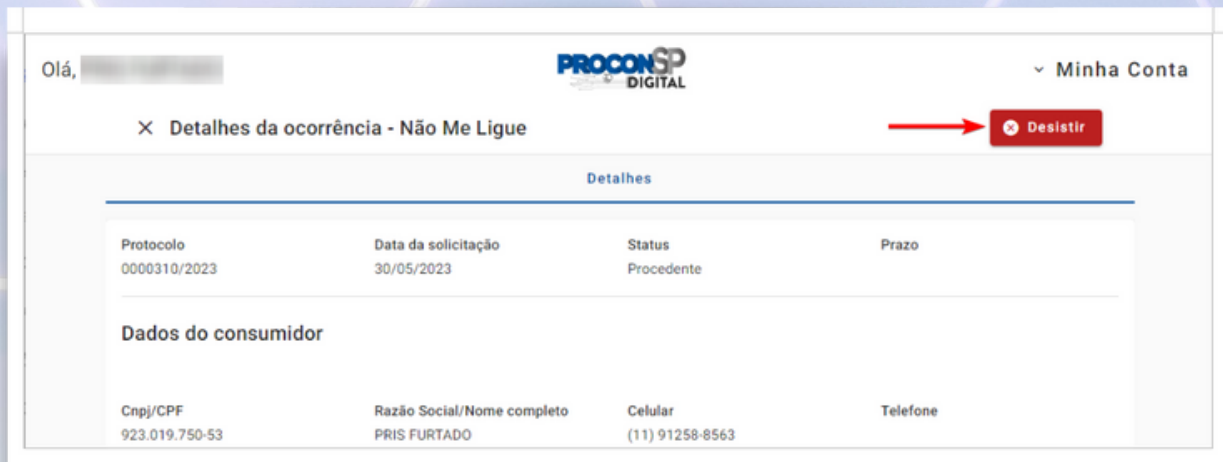 Olá,
PROCONSP
DIGITAL
Minha Conta
Detalhes da ocorrência - Não Me Ligue
Desistir
Detalhes
Protocolo Data da solicitação Status Prazo
0000310/2023 30/05/2023 Procedente
Dados do consumidor
Cnpj/CPF Razão Social/Nome completo Celular Telefone
923.019.750-53 PRIS FURTADO (11) 91258-8563